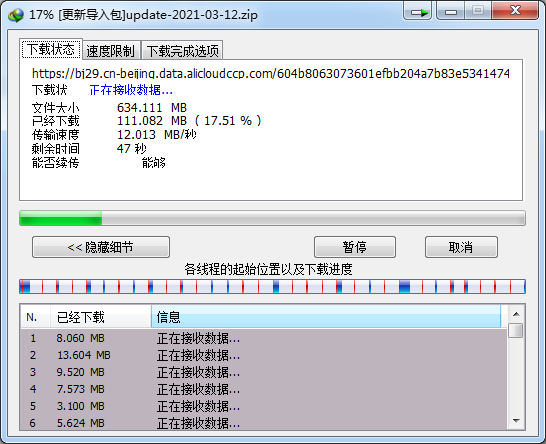 17% [更新导入包]update-2021-03-12.zip
下载状态 速度限制 下载完成选项
https://bj29.cn-beijing.data.alicloudccp.com/604b8063073601efbb204a7b83e5341474
下载状 正在接收数据...
文件大小 634.111 MB
已经下载 111.082 MB ( 17.51 % )
传输速度 12.013 MB/秒
剩余时间 47 秒
能否续传 能够
<< 隐藏细节 暂停 取消
各线程的起始位置以及下载进度
N. 已经下载 信息
1 8.060 MB 正在接收数据...
2 13.604 MB 正在接收数据...
3 9.520 MB 正在接收数据...
4 7.573 MB 正在接收数据...
5 3.100 MB 正在接收数据...
6 5.624 MB 正在接收数据...